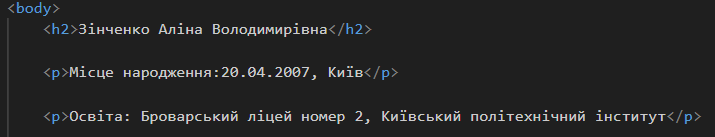 <body>
<h2>Зінченко Аліна Володимирівна</h2>
<p>Місце народження:20.04.2007, Київ</p>
<p>Освіта: Броварський ліцей номер 2, Київський політехнічний інститут</p>